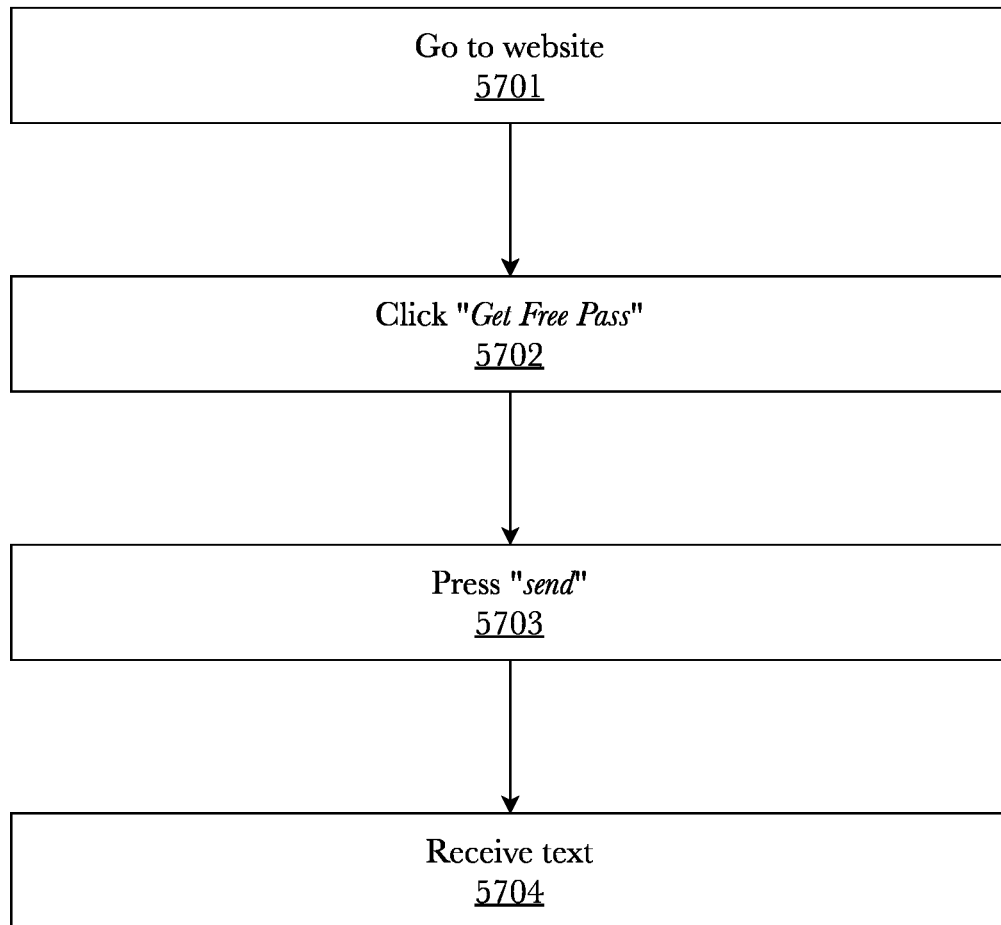 Go to website
5701
Click "Get Free Pass"
5702
Press "send"
5703
Receive text
5704